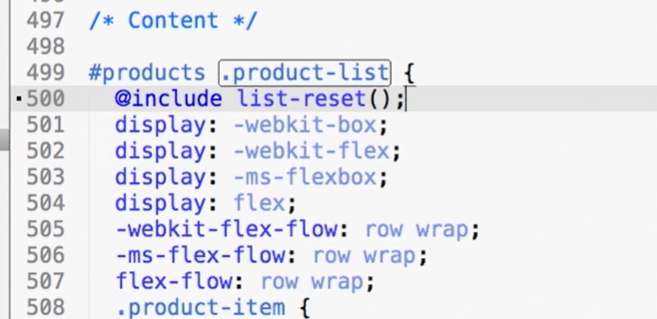 497 /* Content */
498
499 #products .product-list {
500 @include list-reset();
501 display: -webkit-box;
502 display: -webkit-flex;
503 display: -ms-flexbox;
504 display: flex;
505 -webkit-flex-flow: row wrap;
506 -ms-flex-flow: row wrap;
507 flex-flow: row wrap;
508 .product-item {